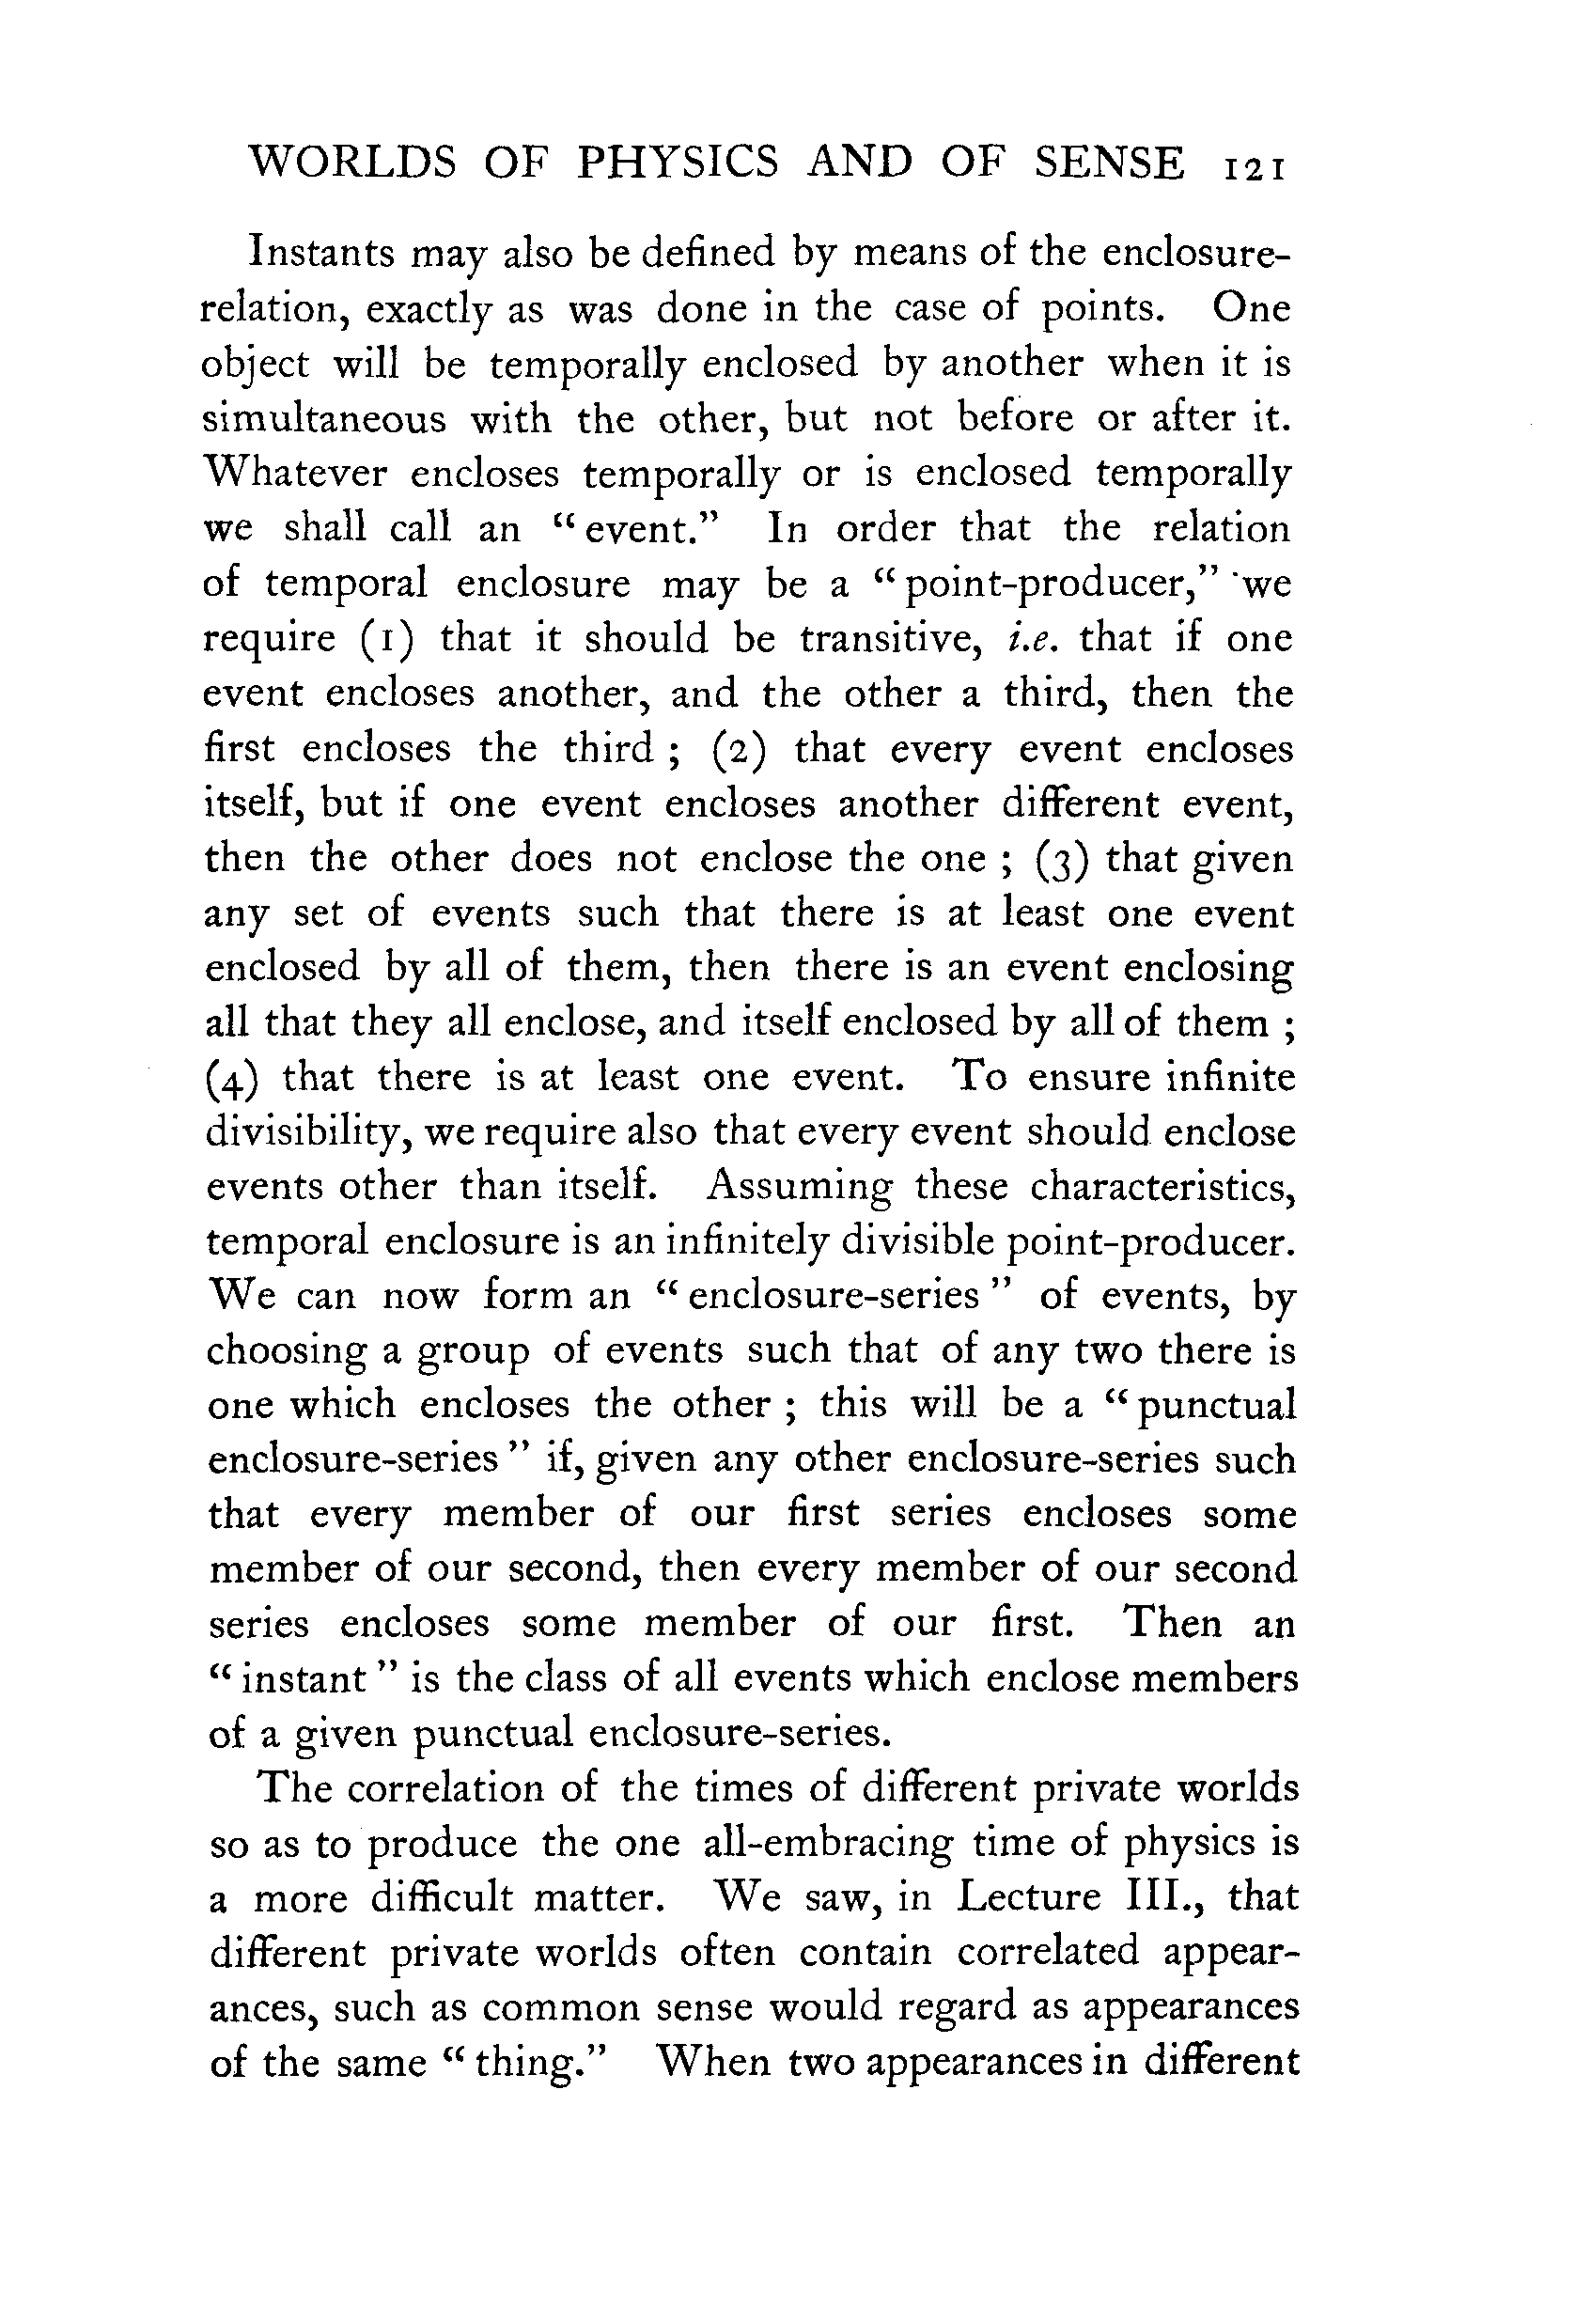 WORLDS OF PHYSICS AND OF SENSE 121
Instants may also be defined by means of the enclosure-
relation, exactly as was done in the case of points. One
object will be temporally enclosed by another when it is
simultaneous with the other, but not before or after it.
Whatever encloses temporally or is enclosed temporally
we shall call an “event.” In order that the relation
of temporal enclosure may be a “point-producer,” we
require (1) that it should be transitive, i.e. that if one
event encloses another, and the other a third, then the
first encloses the third ; (2) that every event encloses
itself, but if one event encloses another different event,
then the other does not enclose the one ; (3) that given
any set of events such that there is at least one event
enclosed by all of them, then there is an event enclosing
all that they all enclose, and itself enclosed by all of them ;
(4) that there is at least one event. To ensure infinite
divisibility, we require also that every event should enclose
events other than itself. Assuming these characteristics,
temporal enclosure is an infinitely divisible point-producer.
We can now form an “enclosure-series” of events, by
choosing a group of events such that of any two there is
one which encloses the other ; this will be a “punctual
enclosure-series” if, given any other enclosure-series such
that every member of our first series encloses some
member of our second, then every member of our second
series encloses some member of our first. Then an
“instant” is the class of all events which enclose members
of a given punctual enclosure-series.
The correlation of the times of different private worlds
so as to produce the one all-embracing time of physics is
a more difficult matter. We saw, in Lecture III., that
different private worlds often contain correlated appear-
ances, such as common sense would regard as appearances
of the same “thing.” When two appearances in different